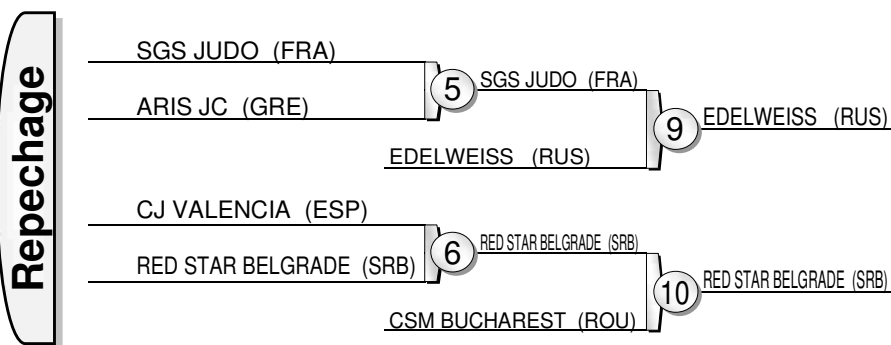 Repechage
SGS JUDO (FRA)
ARIS JC (GRE)
5
SGS JUDO (FRA)
EDELWEISS (RUS)
9
EDELWEISS (RUS)
CJ VALENCIA (ESP)
RED STAR BELGRADE (SRB)
6
RED STAR BELGRADE (SRB)
CSM BUCHAREST (ROU)
10
RED STAR BELGRADE (SRB)